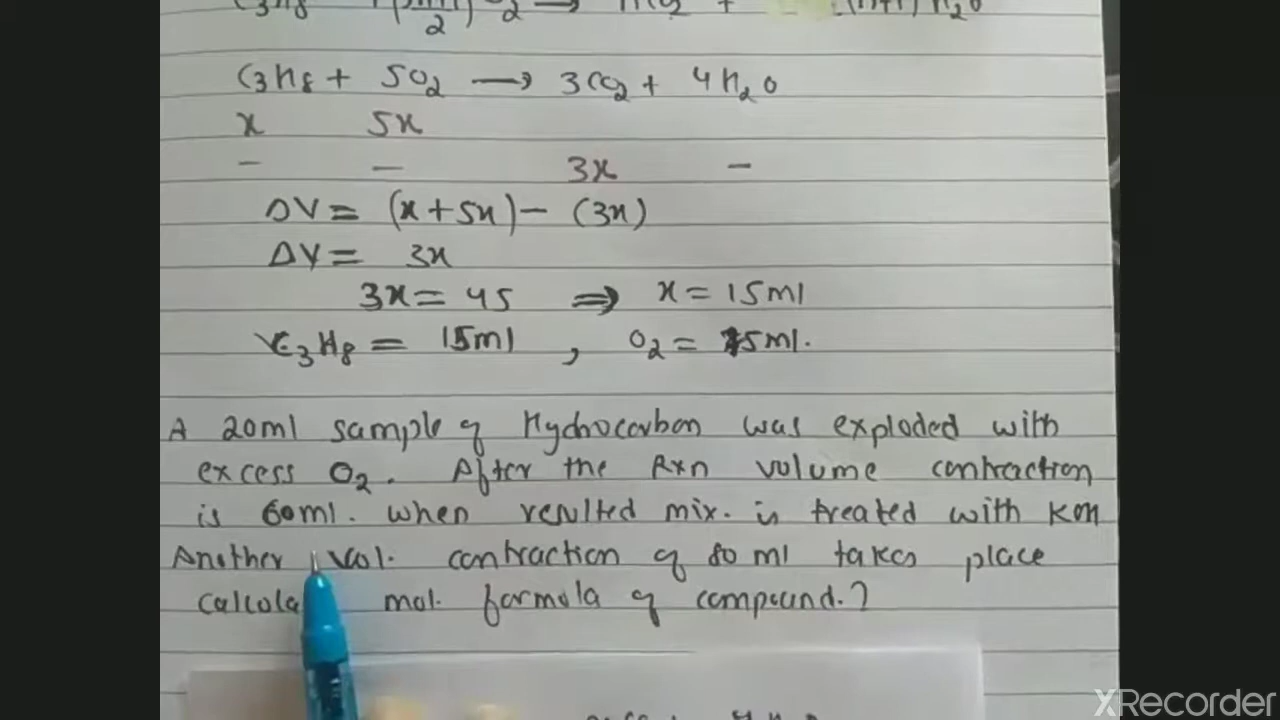 C3H8 + 5O2 → 3CO2 + 4H2O
x 5x
- - 3x -
ΔV = (x+5x) - (3x)
ΔV = 3x
3x = 45 ⇒ x = 15ml
C3H8 = 15ml , O2 = 75ml.
A 20ml sample of Hydrocarbon was exploded with
excess O2. After the Rxn volume contraction
is 60ml. when resulted mix. is treated with KOH
Another vol. contraction of 80 ml takes place
calcula mol. formula of compound.?
XRecorder